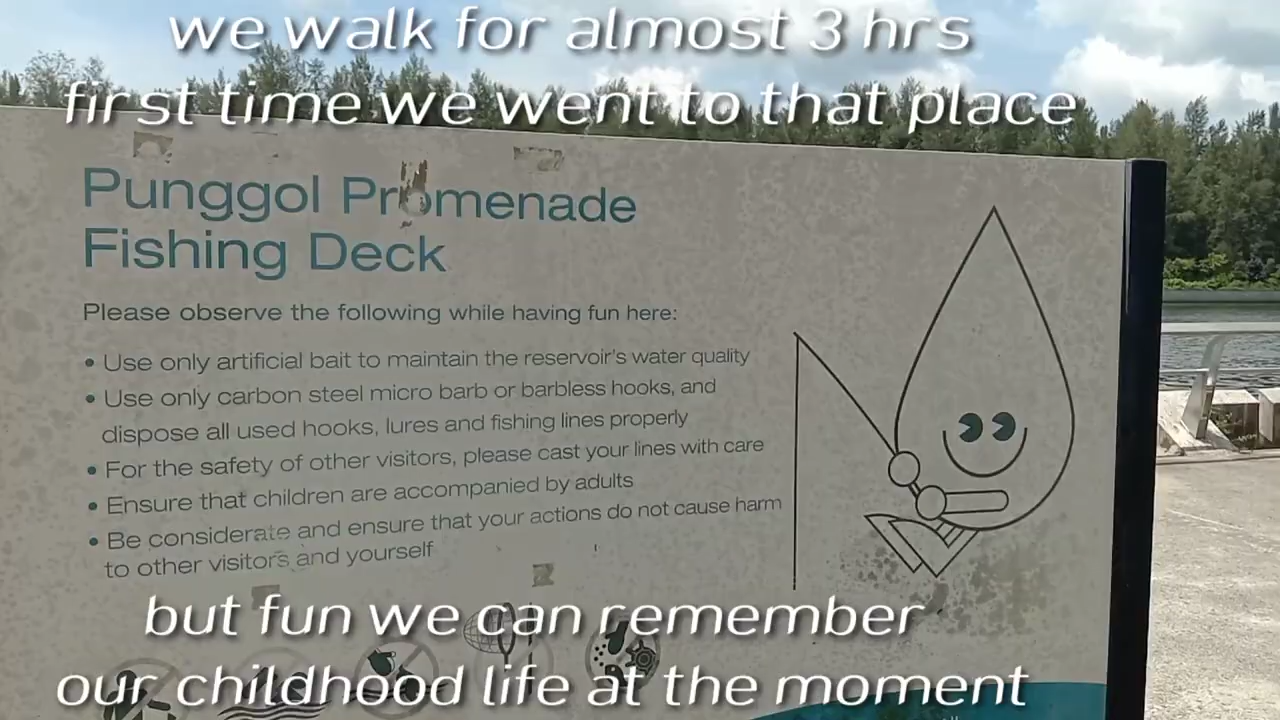 we walk for almost 3 hrs
first time we went to that place
Punggol Promenade
Fishing Deck
Please observe the following while having fun here:
• Use only artificial bait to maintain the reservoir's water quality
• Use only carbon steel micro barb or barbless hooks, and
dispose all used hooks, lures and fishing lines properly
• For the safety of other visitors, please cast your lines with care
• Ensure that children are accompanied by adults
• Be considerate and ensure that your actions do not cause harm
to other visitors and yourself
but fun we can remember
our childhood life at the moment